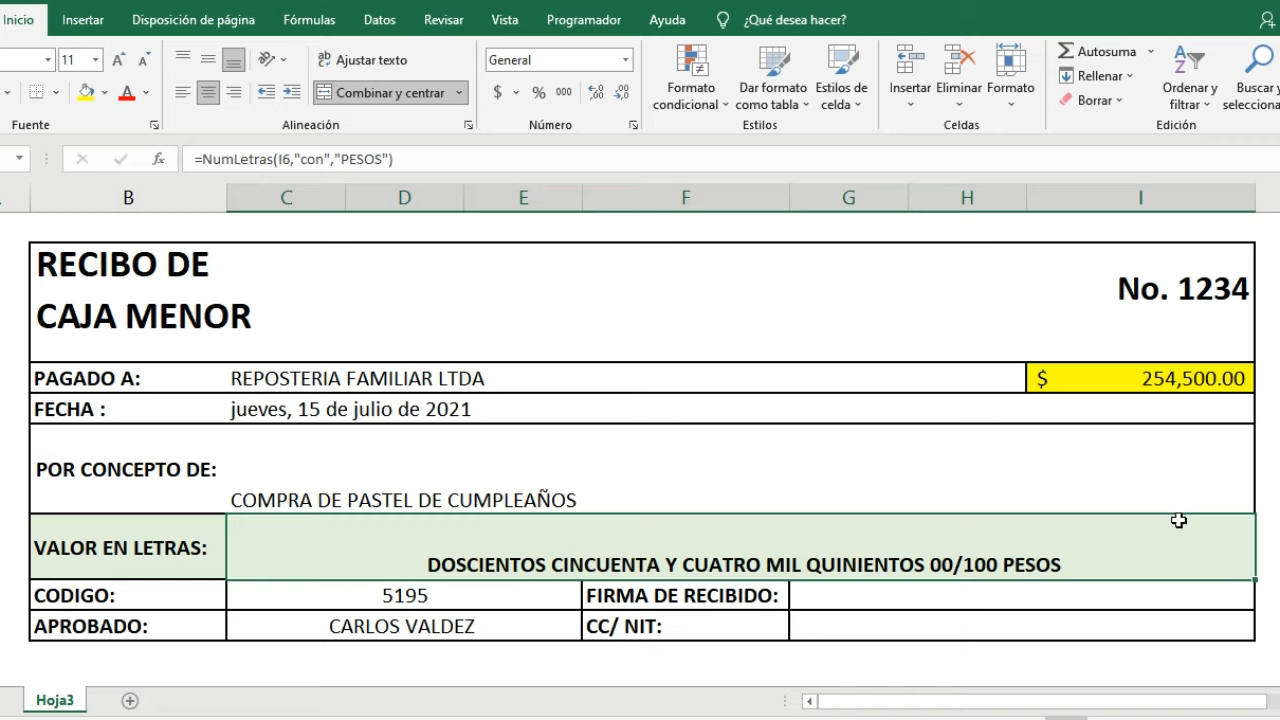 Inicio Insertar Disposición de página Fórmulas Datos Revisar Vista Programador Ayuda ¿Qué desea hacer?
11 A A ab Ajustar texto General Autosuma
Combinar y centrar $ % 000 Formato condicional Dar formato como tabla Estilos de celda Insertar Eliminar Formato Rellenar Borrar Ordenar y filtrar Buscar y
Fuente Alineación Número Estilos Celdas Edición
fx =NumLetras(I6,"con","PESOS")
B C D E F G H I
RECIBO DE
CAJA MENOR
No. 1234
PAGADO A: REPOSTERIA FAMILIAR LTDA $ 254,500.00
FECHA : jueves, 15 de julio de 2021
POR CONCEPTO DE:
COMPRA DE PASTEL DE CUMPLEAÑOS
VALOR EN LETRAS:
DOSCIENTOS CINCUENTA Y CUATRO MIL QUINIENTOS 00/100 PESOS
CODIGO: 5195 FIRMA DE RECIBIDO:
APROBADO: CARLOS VALDEZ CC/ NIT:
Hoja3